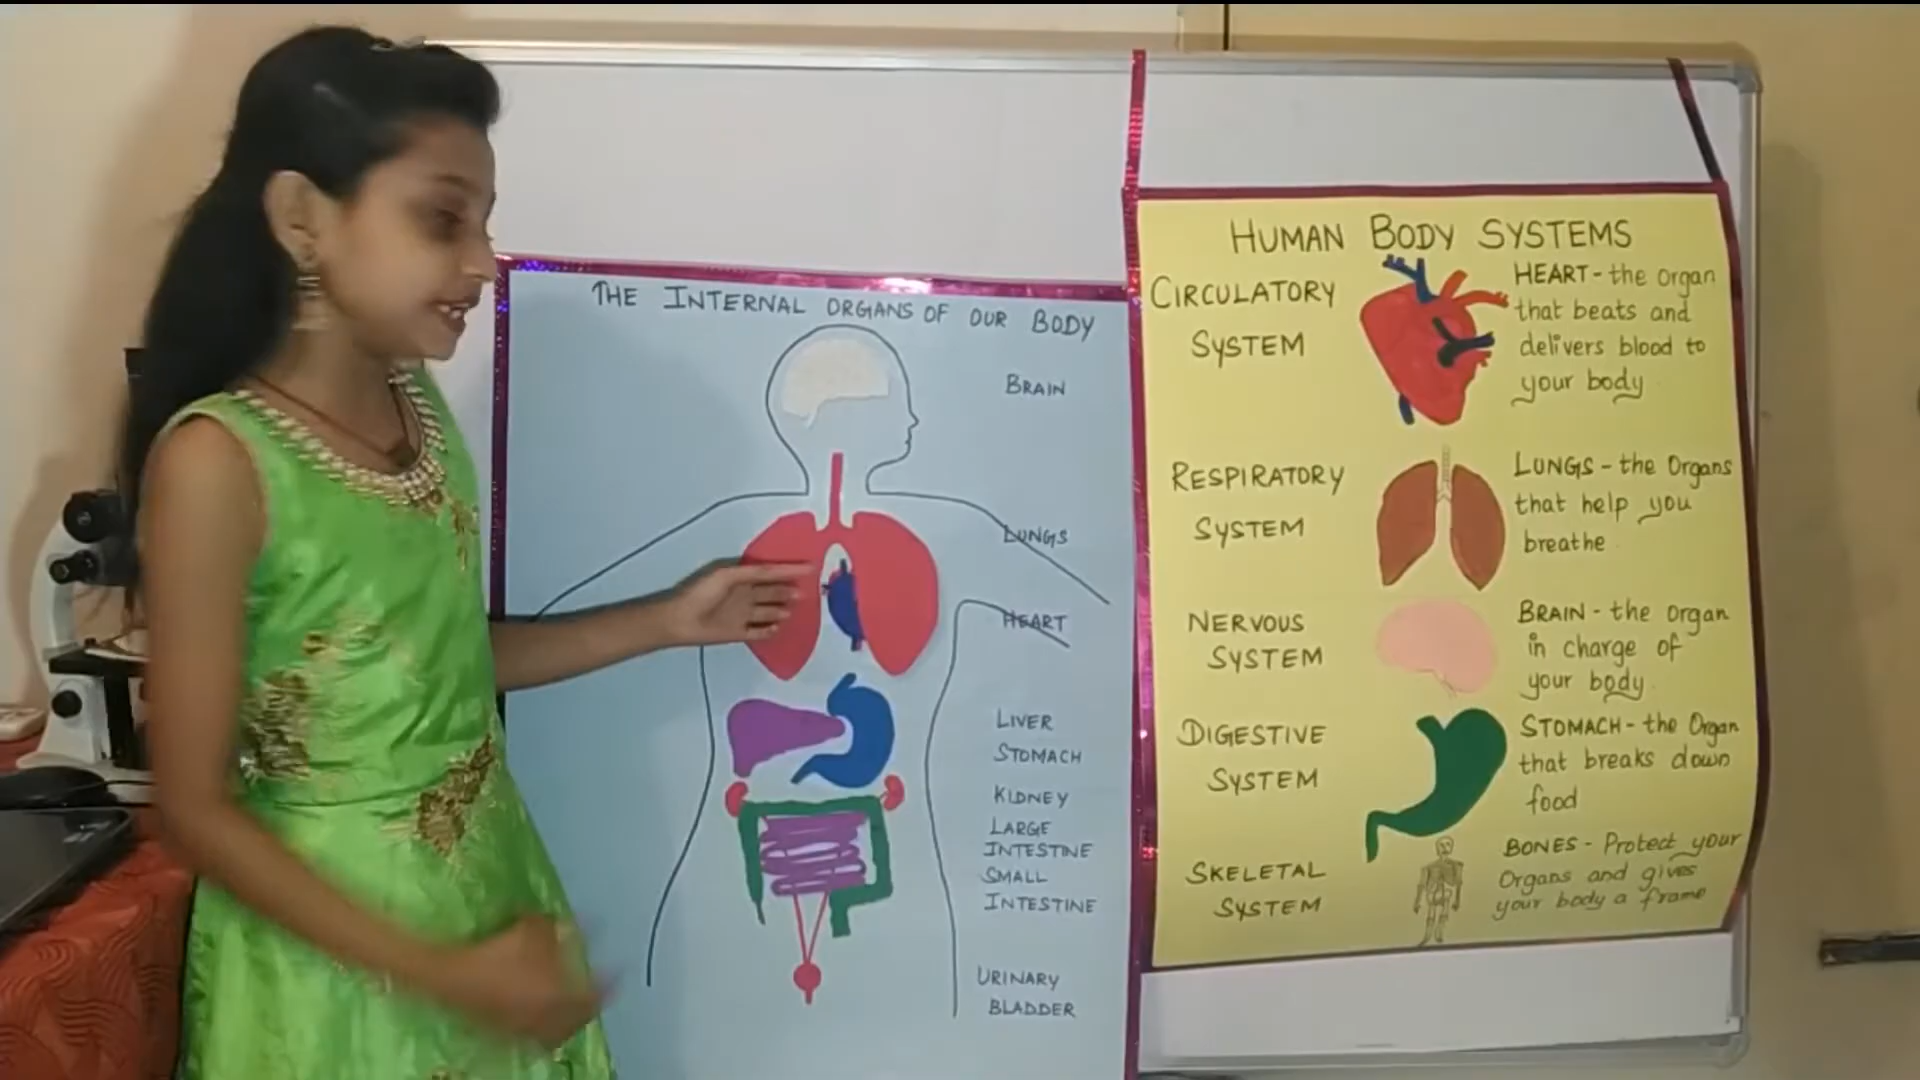 THE INTERNAL ORGANS OF OUR BODY
BRAIN
LUNGS
HEART
LIVER
STOMACH
KIDNEY
LARGE
INTESTINE
SMALL
INTESTINE
URINARY
BLADDER
HUMAN BODY SYSTEMS
CIRCULATORY
SYSTEM
HEART - the organ
that beats and
delivers blood to
your body
RESPIRATORY
SYSTEM
LUNGS - the Organs
that help you
breathe
NERVOUS
SYSTEM
BRAIN - the organ
in charge of
your body.
DIGESTIVE
SYSTEM
STOMACH - the Organ
that breaks down
food
SKELETAL
SYSTEM
BONES - Protect your
Organs and gives
your body a frame